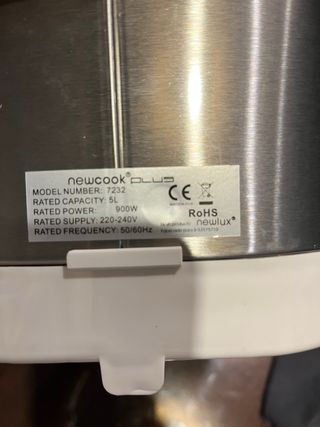 newcook® plus
MODEL NUMBER: 7232
RATED CAPACITY: 5L
RATED POWER: 900W
RATED SUPPLY: 220-240V
RATED FREQUENCY: 50/60Hz
CE
RoHS
newlux®